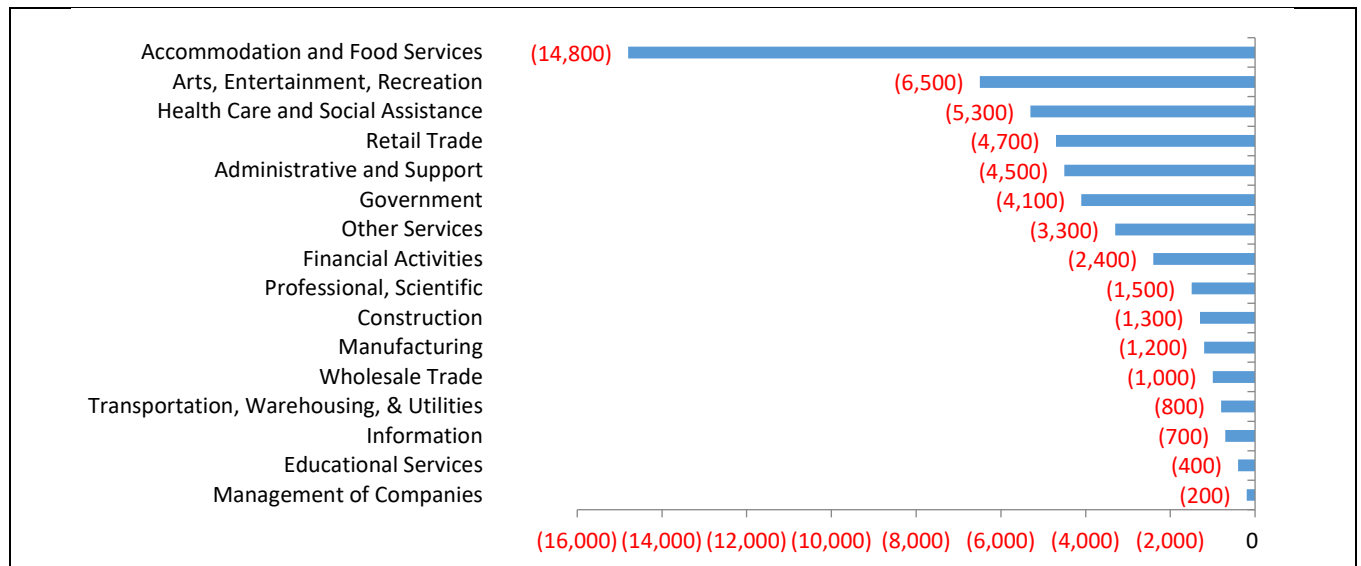 Accommodation and Food Services (14,800)
Arts, Entertainment, Recreation (6,500)
Health Care and Social Assistance (5,300)
Retail Trade (4,700)
Administrative and Support (4,500)
Government (4,100)
Other Services (3,300)
Financial Activities (2,400)
Professional, Scientific (1,500)
Construction (1,300)
Manufacturing (1,200)
Wholesale Trade (1,000)
Transportation, Warehousing, & Utilities (800)
Information (700)
Educational Services (400)
Management of Companies (200)
(16,000) (14,000) (12,000) (10,000) (8,000) (6,000) (4,000) (2,000) 0